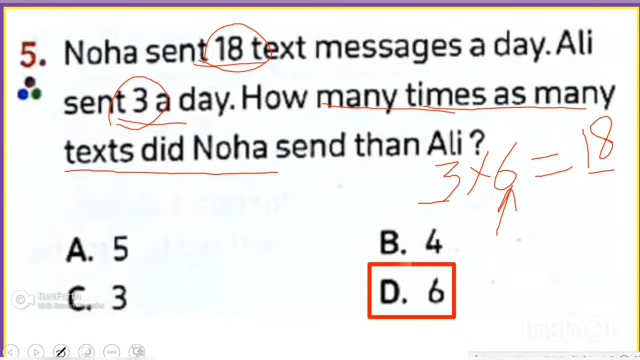 5. Noha sent 18 text messages a day. Ali
sent 3 a day. How many times as many
texts did Noha send than Ali?
3 × 6 = 18
A. 5
B. 4
C. 3
D. 6